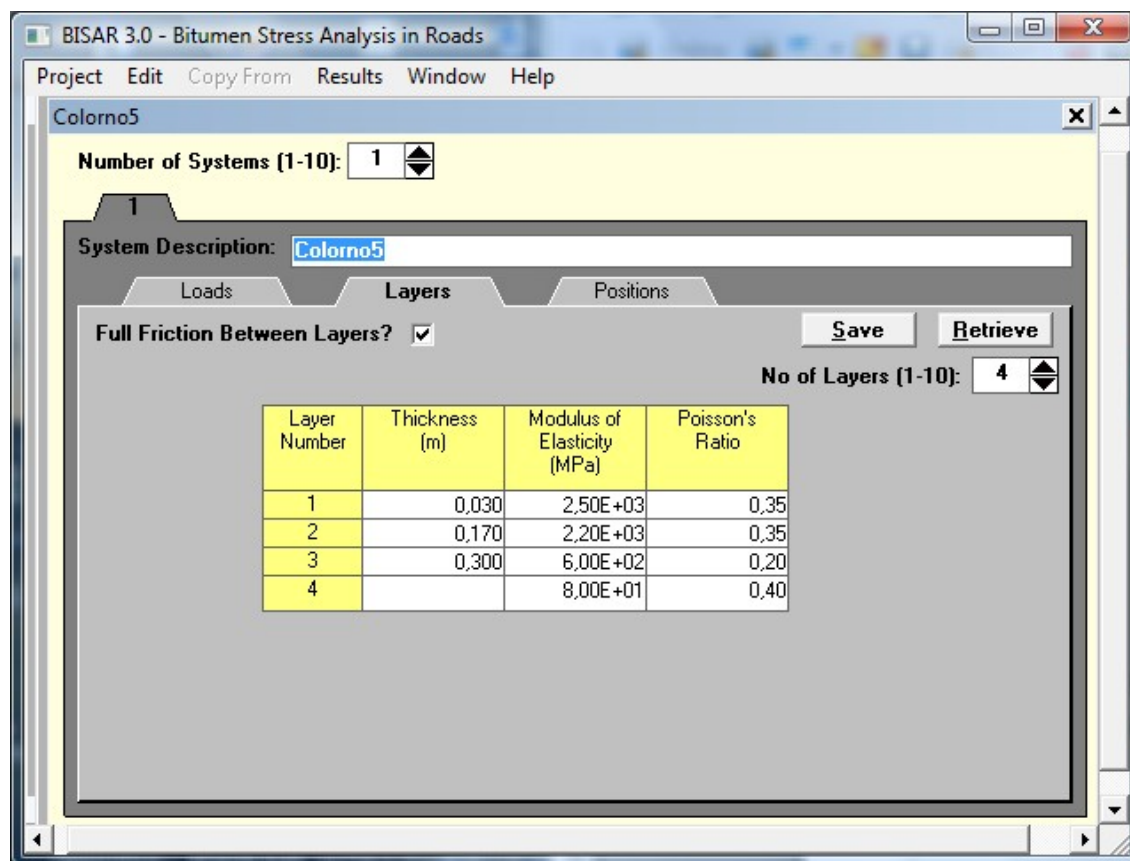 BISAR 3.0 - Bitumen Stress Analysis in Roads
Project Edit Copy From Results Window Help
Colorno5
Number of Systems (1-10): 1
1
System Description: Colorno5
Loads Layers Positions
Full Friction Between Layers? Save Retrieve
No of Layers (1-10): 4
Layer Thickness Modulus of Poisson's
Number (m) Elasticity Ratio
(MPa)
1 0,030 2,50E+03 0,35
2 0,170 2,20E+03 0,35
3 0,300 6,00E+02 0,20
4 8,00E+01 0,40